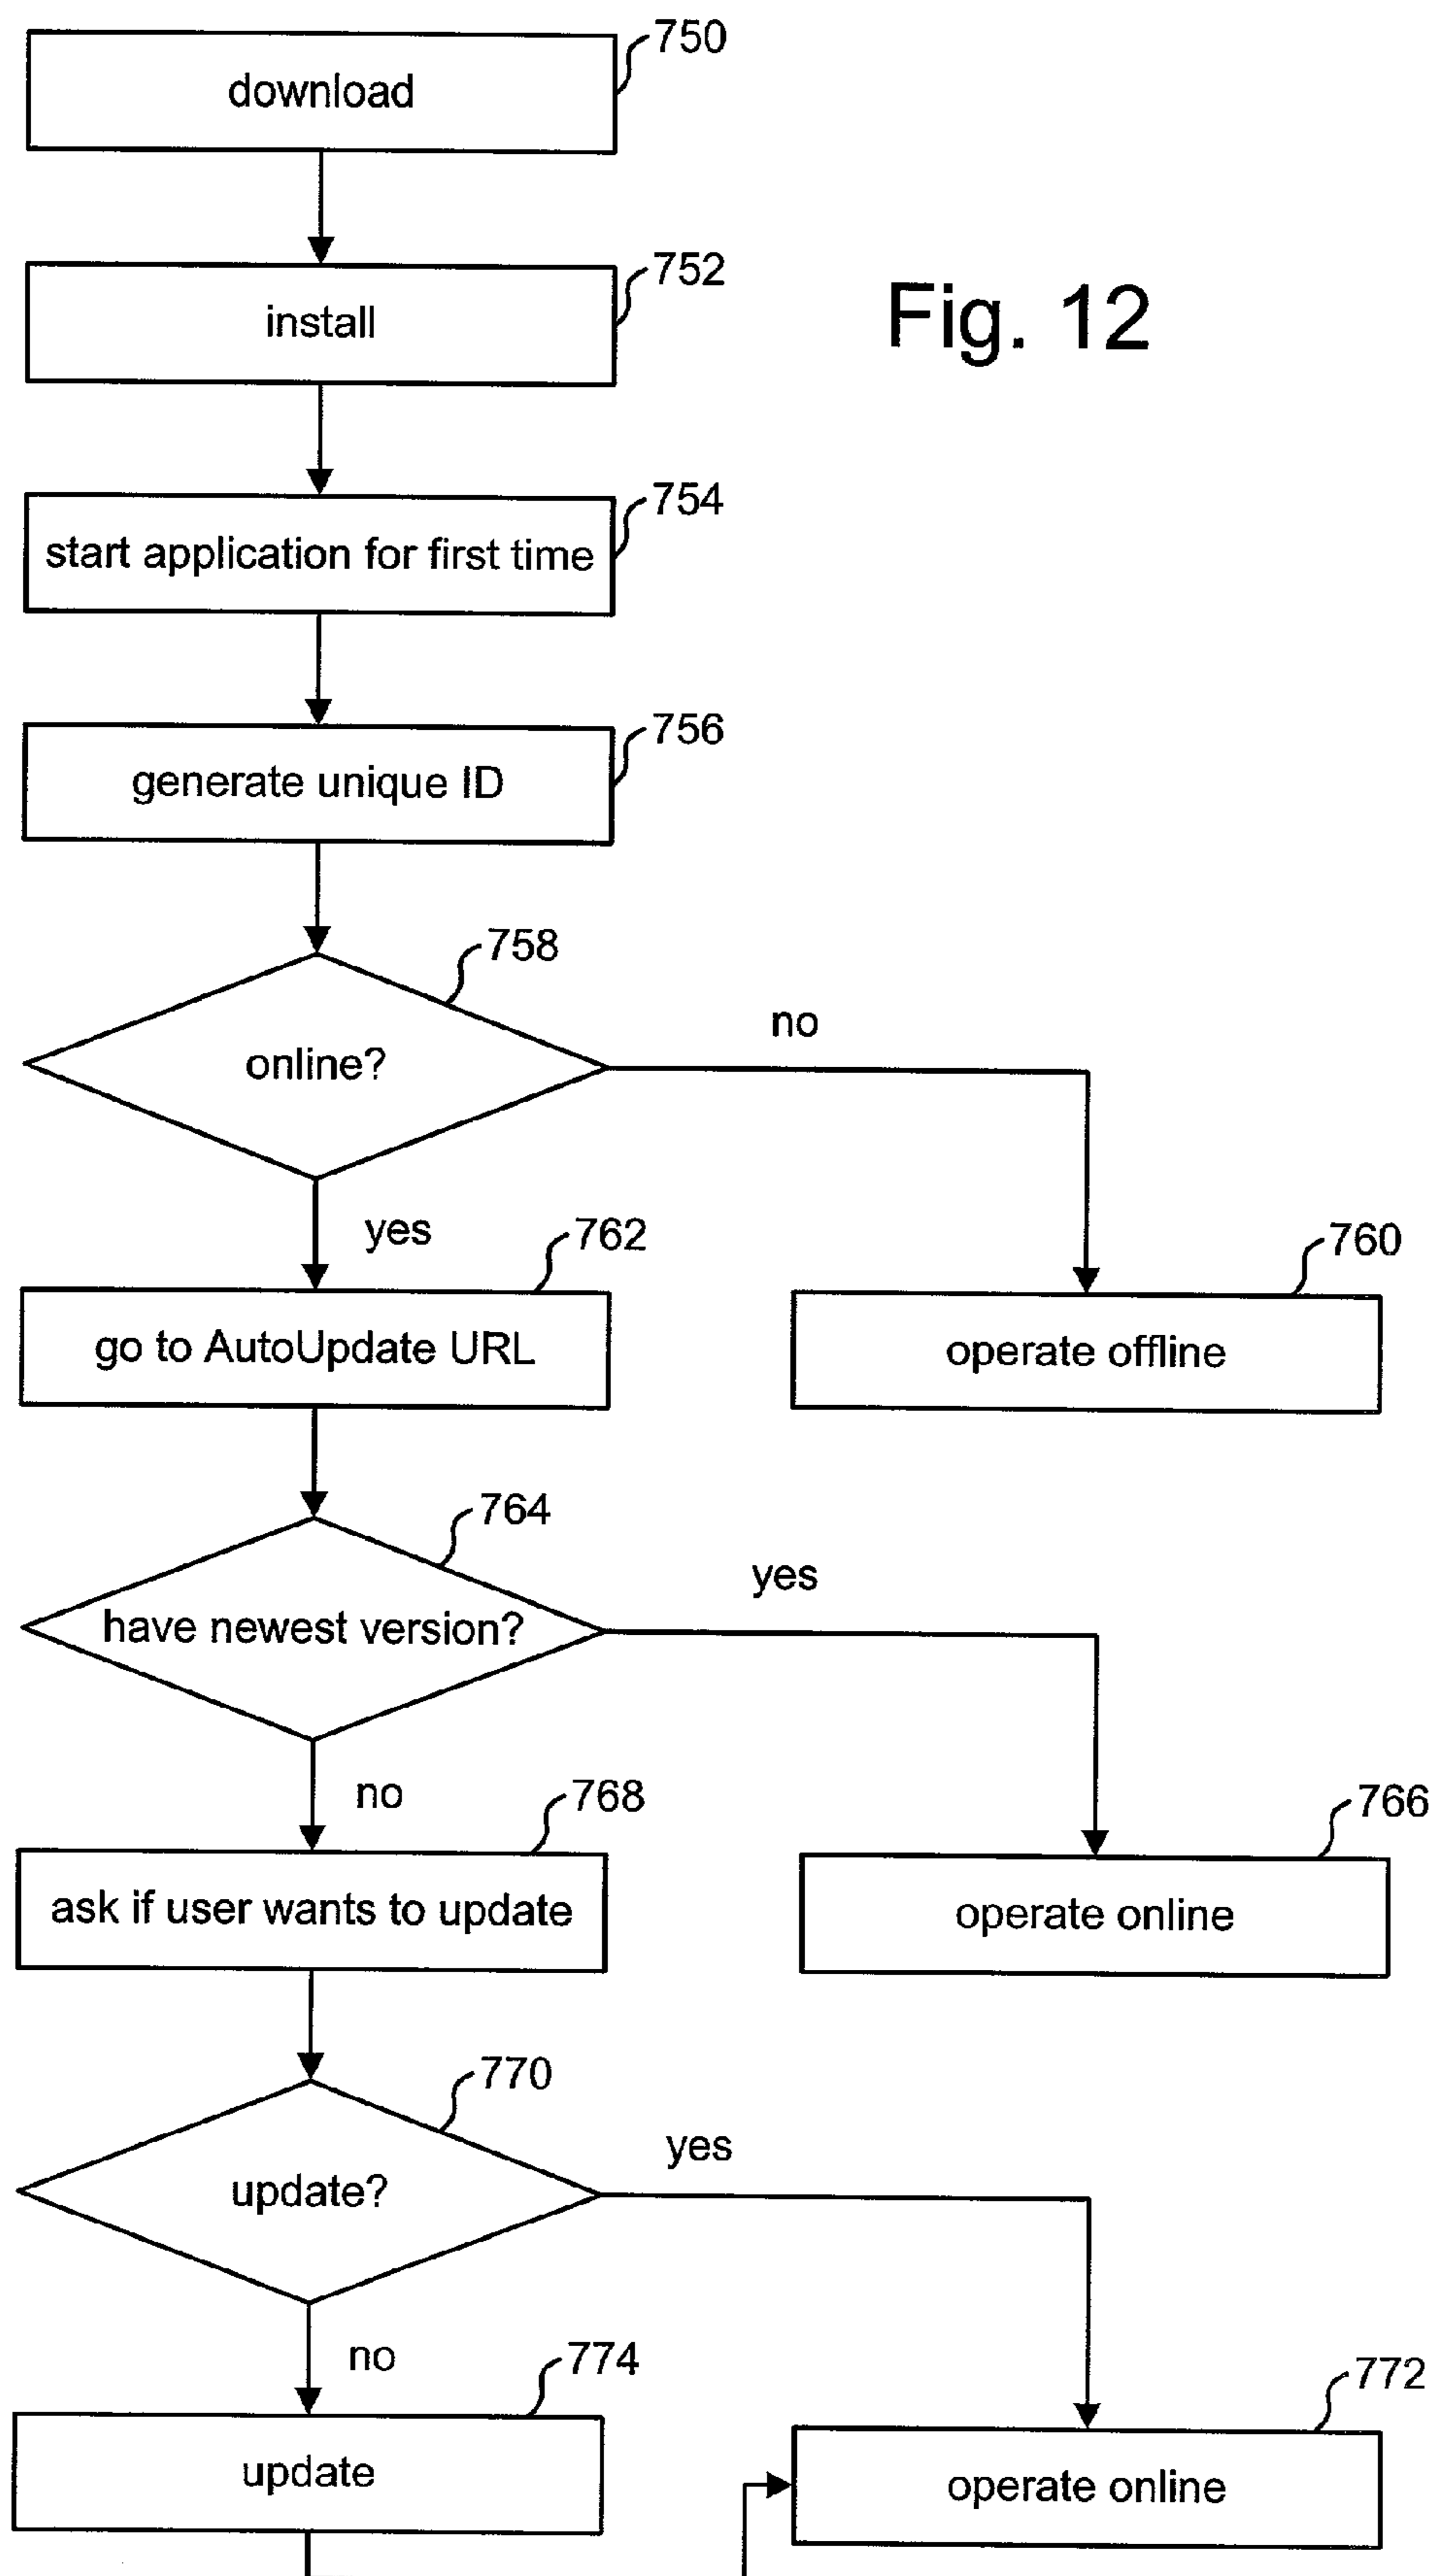 750
download
752
install
Fig. 12
754
start application for first time
756
generate unique ID
758
online?
no
yes
762
760
go to AutoUpdate URL
operate offline
764
have newest version?
yes
no
768
766
ask if user wants to update
operate online
770
update?
yes
no
774
772
update
operate online